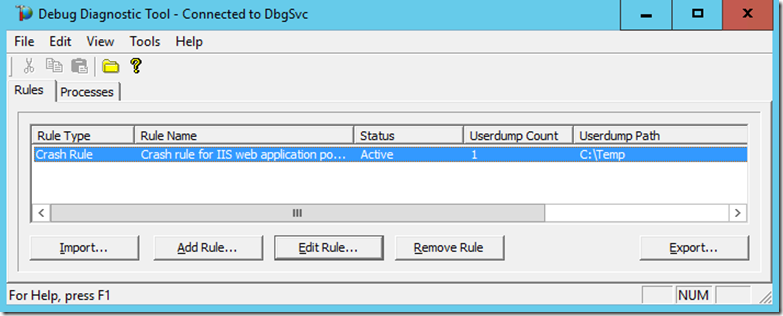 Debug Diagnostic Tool - Connected to DbgSvc
File Edit View Tools Help
Rules Processes
Rule Type Rule Name Status Userdump Count Userdump Path
Crash Rule Crash rule for IIS web application po... Active 1 C:\Temp
Import... Add Rule... Edit Rule... Remove Rule Export...
For Help, press F1 NUM